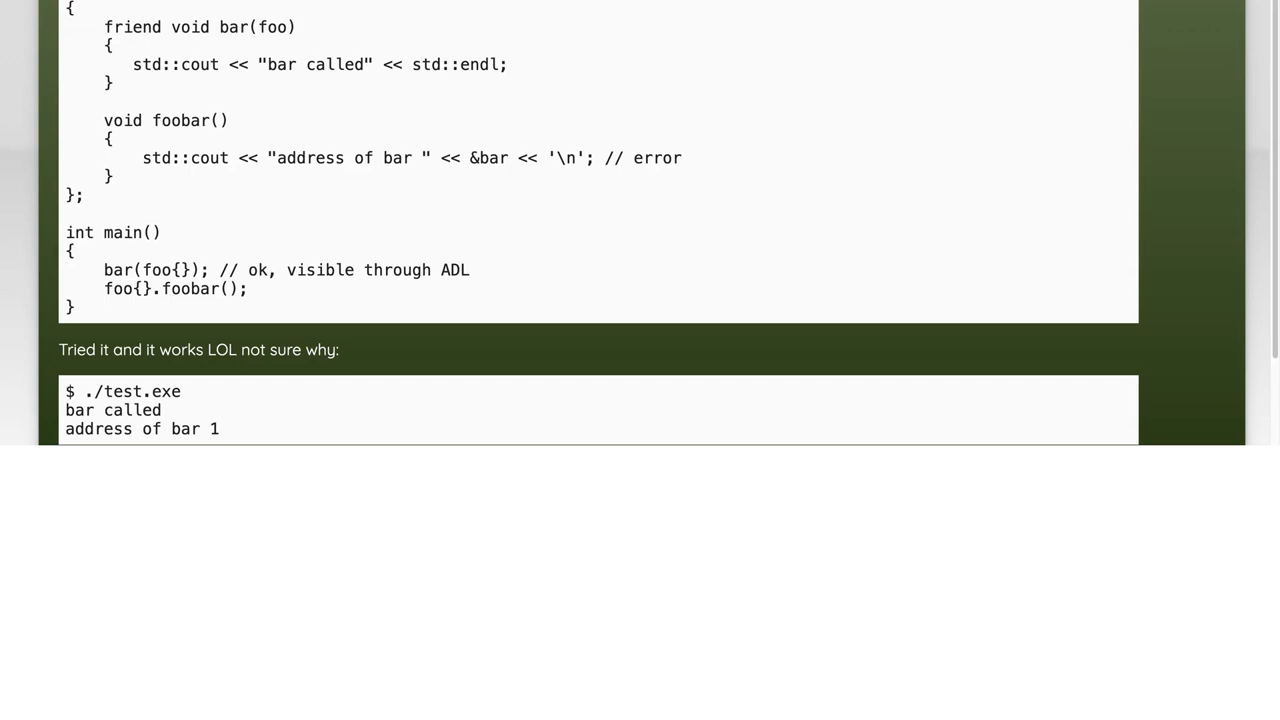 {
    friend void bar(foo)
    {
       std::cout << "bar called" << std::endl;
    }
    void foobar()
    {
        std::cout << "address of bar " << &bar << '\n'; // error
    }
};
int main()
{
    bar(foo{}); // ok, visible through ADL
    foo{}.foobar();
}
Tried it and it works LOL not sure why:
$ ./test.exe
bar called
address of bar 1